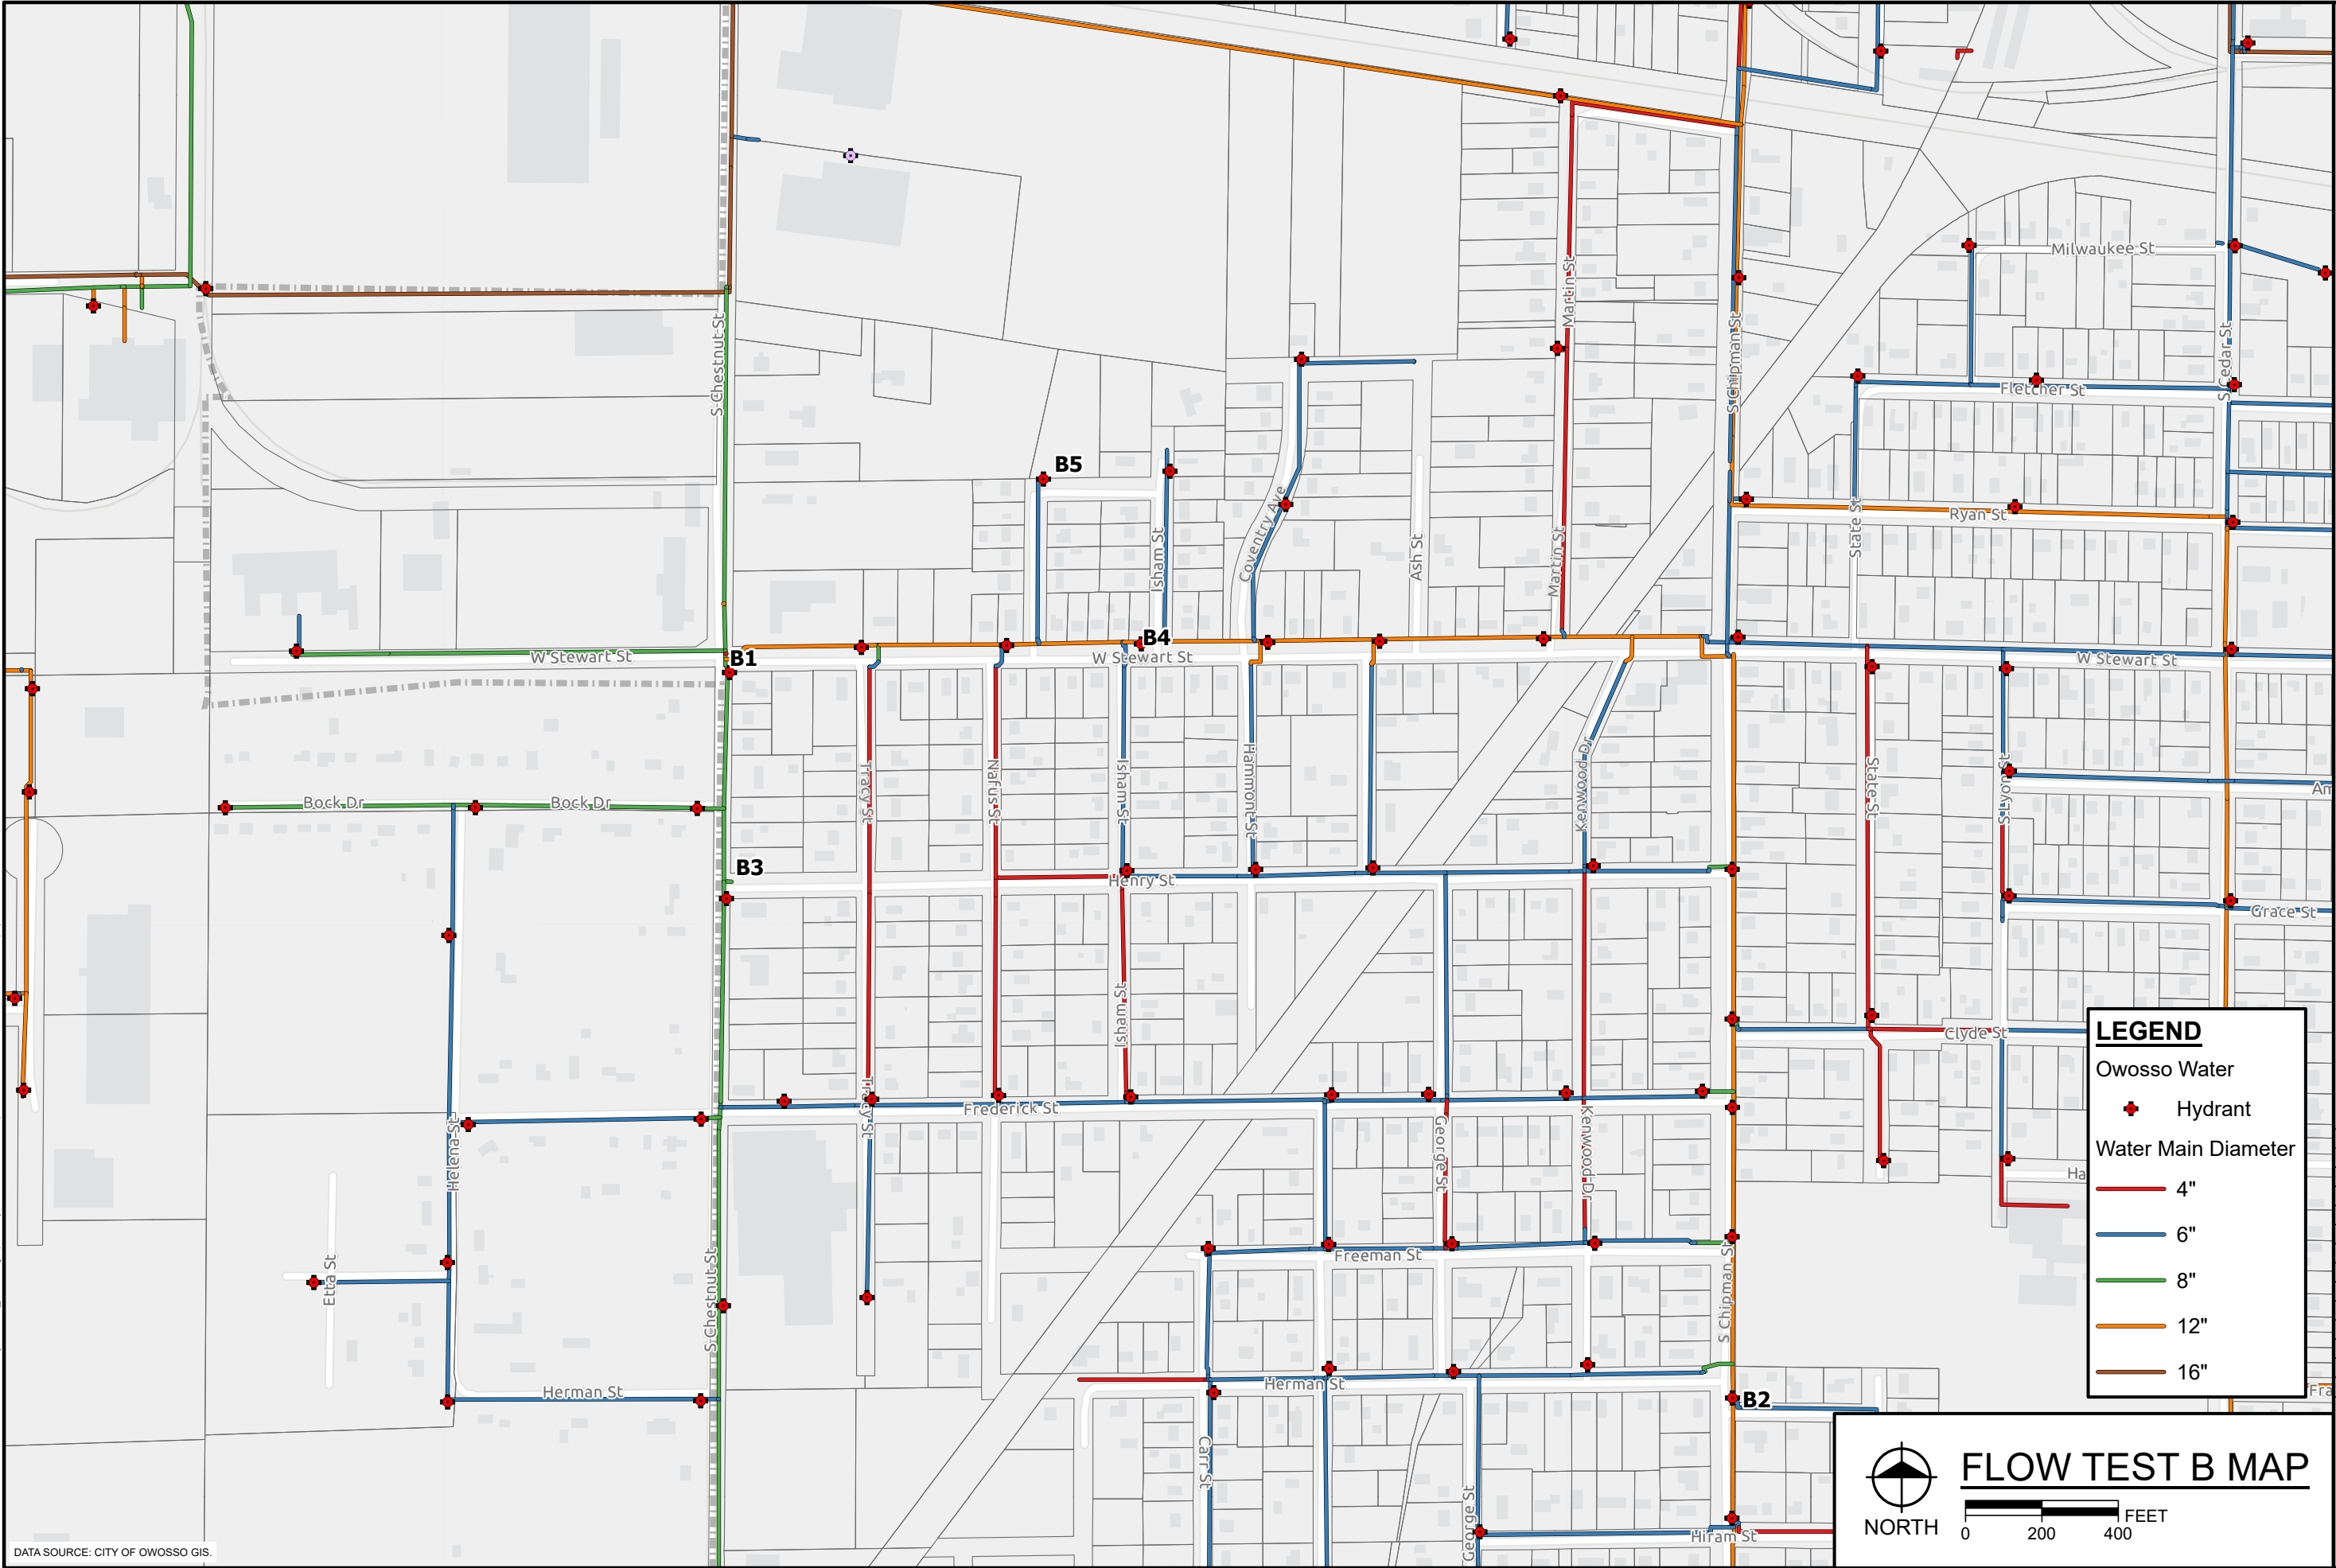 Milwaukee St
Martin St
S Chestnut St
S Chipman St
S Cedar St
Fletcher St
B5
Coventry Ave
Isham St
Ash St
Martin St
State St
Ryan St
B1
W Stewart St
B4
W Stewart St
W Stewart St
Bock Dr
Bock Dr
Tracy St
Nafus St
Isham St
Hammont St
Kenwood Dr
State St
S Lyon St
Am
B3
Henry St
Grace St
Isham St
Clyde St
Frederick St
Tracy St
Helena St
George St
Kenwood Dr
Ha
Etta St
S Chestnut St
Freeman St
S Chipman St
Herman St
Herman St
B2
Fra
Carr St
George St
Hiram St
LEGEND
Owosso Water
Hydrant
Water Main Diameter
4"
6"
8"
12"
16"
FLOW TEST B MAP
NORTH
FEET
0 200 400
DATA SOURCE: CITY OF OWOSSO GIS.